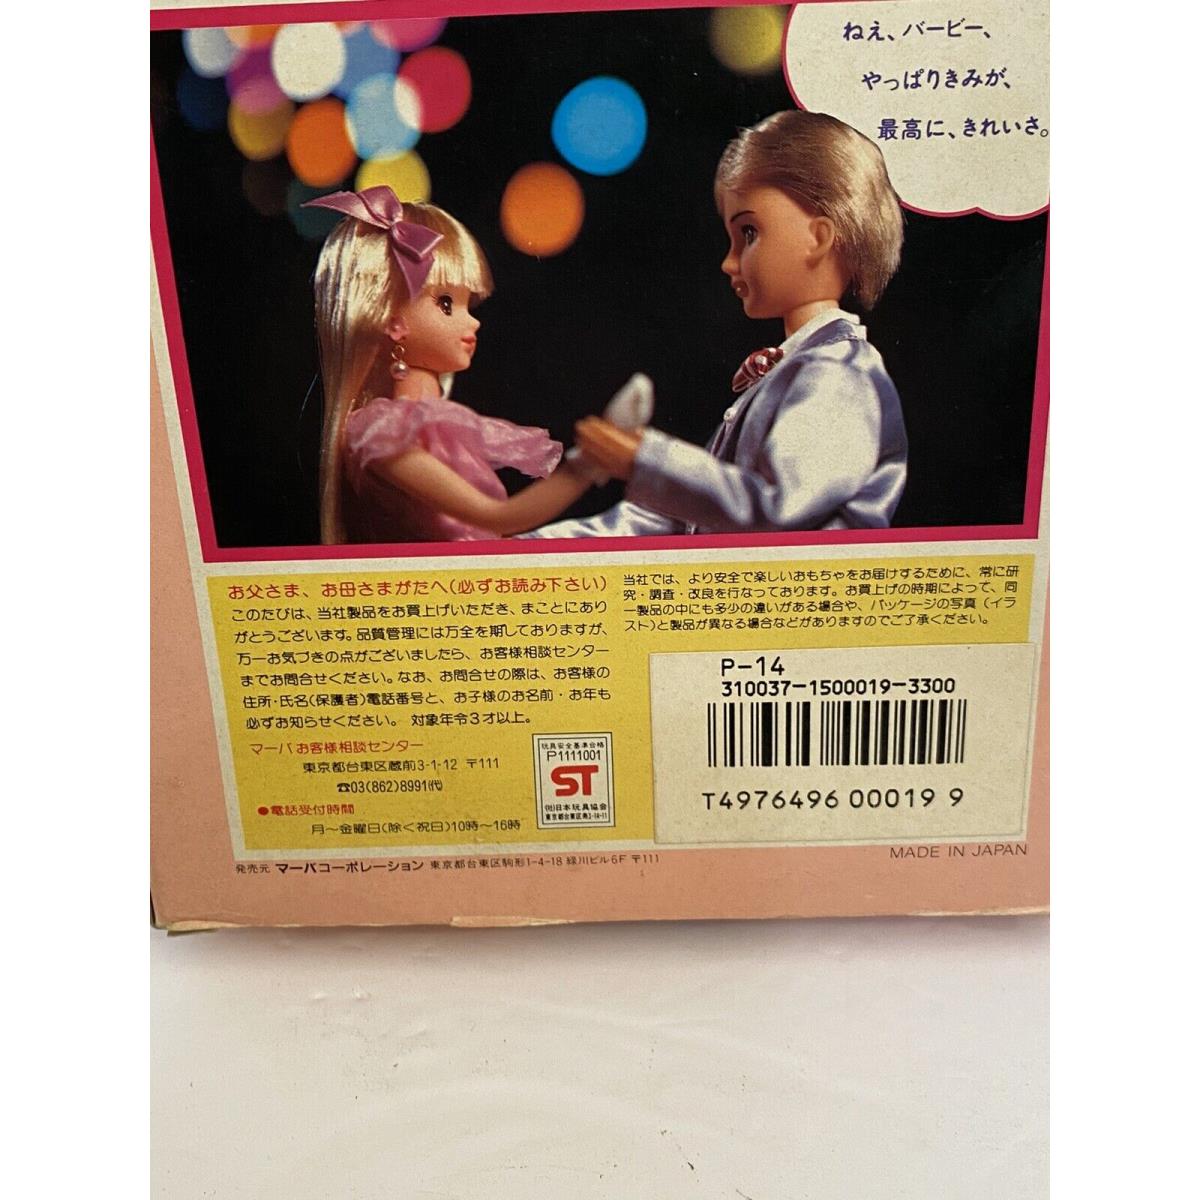 ねえ、バービー、
やっぱりきみが、
最高に、きれいさ。
お父さま、お母さまがたへ(必ずお読み下さい)
このたびは、当社製品をお買上げいただき、まことにあり
がとうございます。品質管理には万全を期しておりますが、
万一お気づきの点がございましたら、お客様相談センター
までお問合せください。なお、お問合せの際は、お客様の
住所・氏名(保護者)電話番号と、お子様のお名前・お年も
必ずお知らせください。 対象年令3才以上。
マーバ お客様相談センター
東京都台東区蔵前3-1-12 〒111
☎03(862)8991(代)
●電話受付時間
月～金曜日(除く祝日)10時～16時
当社では、より安全で楽しいおもちゃをお届けするために、常に研
究・調査・改良を行なっております。お買上げの時期によって、同
一製品の中にも多少の違いがある場合や、パッケージの写真(イラ
スト)と製品が異なる場合などがありますのでご了承ください。
玩具安全基準合格
P1111001
ST
(社)日本玩具協会
P-14
310037-1500019-3300
T4976496 00019 9
発売元 マーバコーポレーション 東京都台東区駒形1-4-18 緑川ビル6F 〒111
MADE IN JAPAN